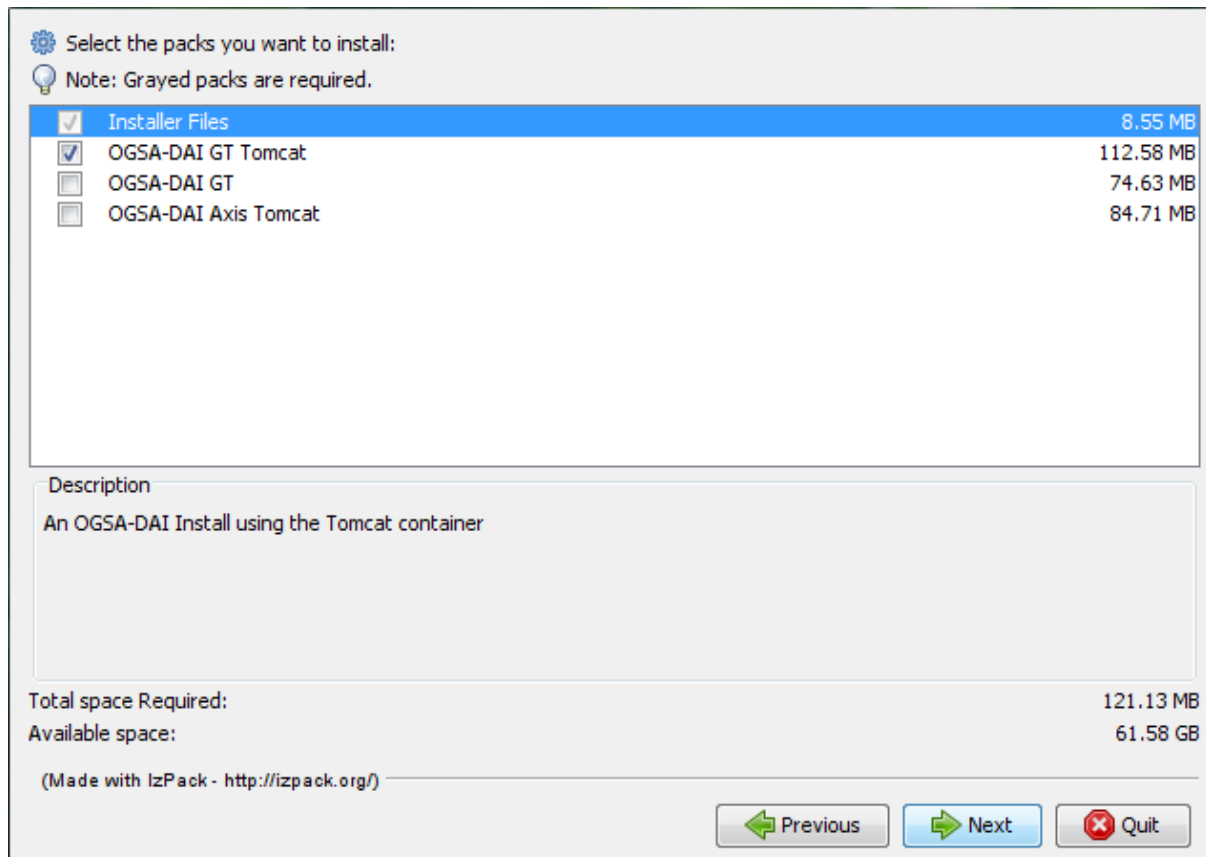 Select the packs you want to install:
Note: Grayed packs are required.
Installer Files 8.55 MB
OGSA-DAI GT Tomcat 112.58 MB
OGSA-DAI GT 74.63 MB
OGSA-DAI Axis Tomcat 84.71 MB
Description
An OGSA-DAI Install using the Tomcat container
Total space Required: 121.13 MB
Available space: 61.58 GB
(Made with IzPack - http://izpack.org/)
Previous Next Quit